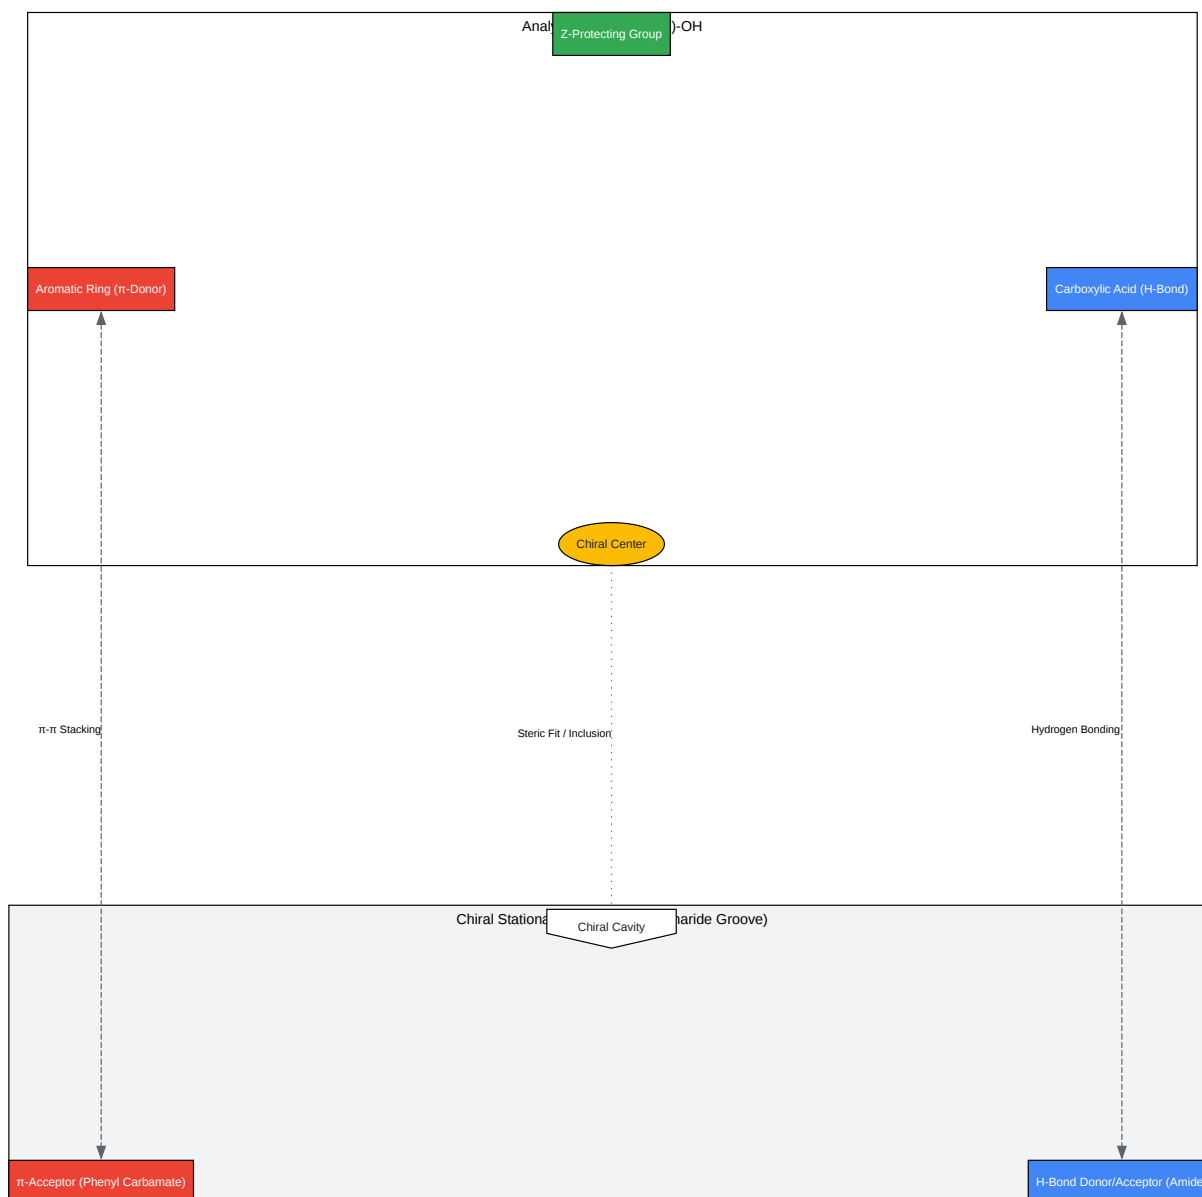 Anal )-OH
Z-Protecting Group
Aromatic Ring (π-Donor)
Carboxylic Acid (H-Bond)
Chiral Center
π-π Stacking
Steric Fit / Inclusion
Hydrogen Bonding
Chiral Stationa haride Groove)
Chiral Cavity
π-Acceptor (Phenyl Carbamate)
H-Bond Donor/Acceptor (Amide